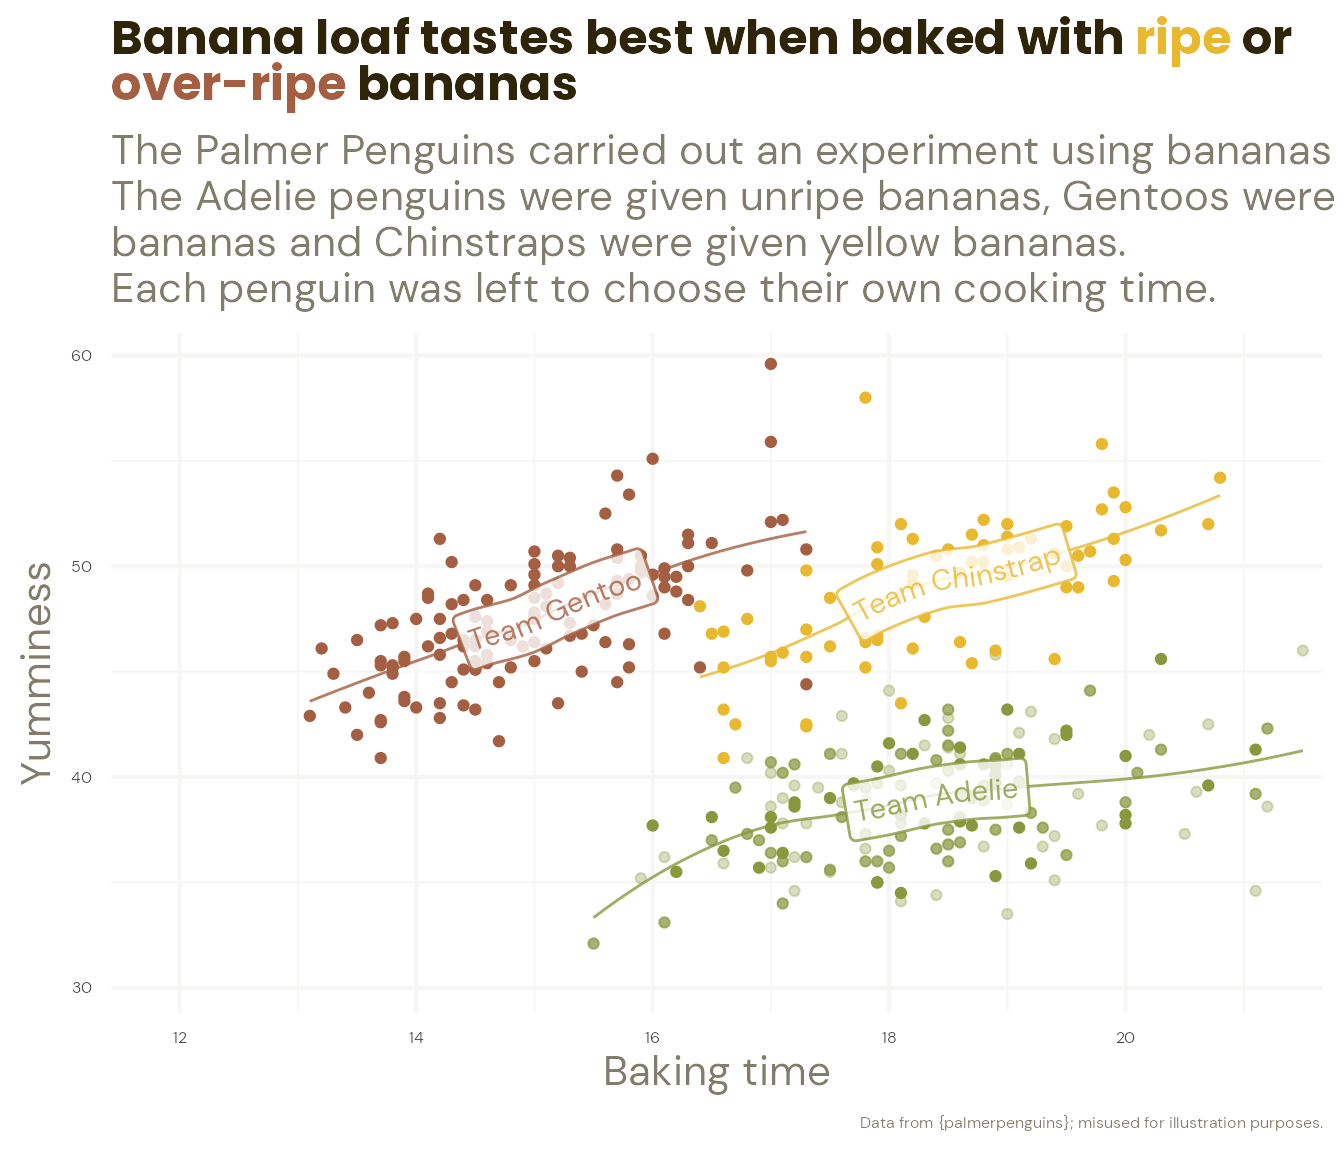 Banana loaf tastes best when baked with ripe or
over-ripe bananas
The Palmer Penguins carried out an experiment using bananas
The Adelie penguins were given unripe bananas, Gentoos were
bananas and Chinstraps were given yellow bananas.
Each penguin was left to choose their own cooking time.
60
50
40
30
Yumminess
Team Gentoo
Team Chinstrap
Team Adelie
12
14
16
18
20
Baking time
Data from {palmerpenguins}; misused for illustration purposes.